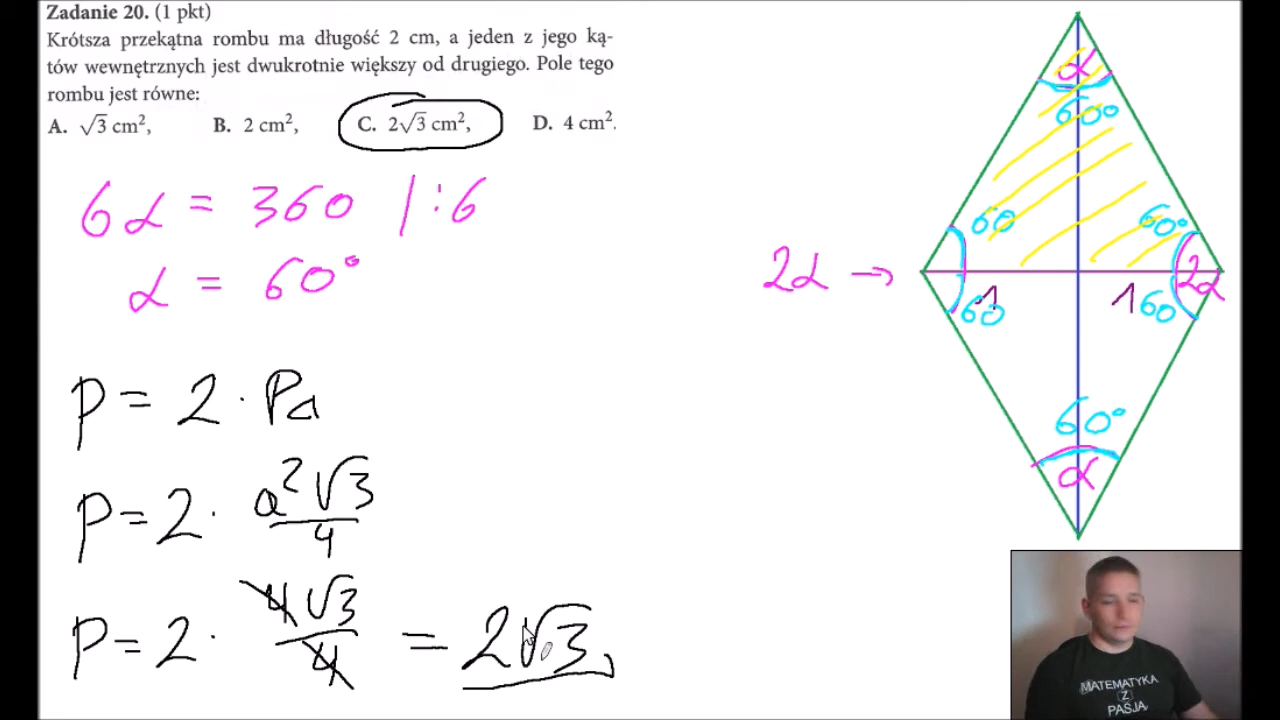 Zadanie 20. (1 pkt)
Krótsza przekątna rombu ma długość 2 cm, a jeden z jego ką-
tów wewnętrznych jest dwukrotnie większy od drugiego. Pole tego
rombu jest równe:
A. √3 cm², B. 2 cm², C. 2√3 cm², D. 4 cm².
6α = 360 /:6
α = 60°
P = 2 · P△
P = 2 · a²√3/4
P = 2 · 4√3/4 = 2√3
α
60°
60 60°
2α → 2α
1 1
60 60
60°
α
MATEMATYKA
Z
PASJĄ